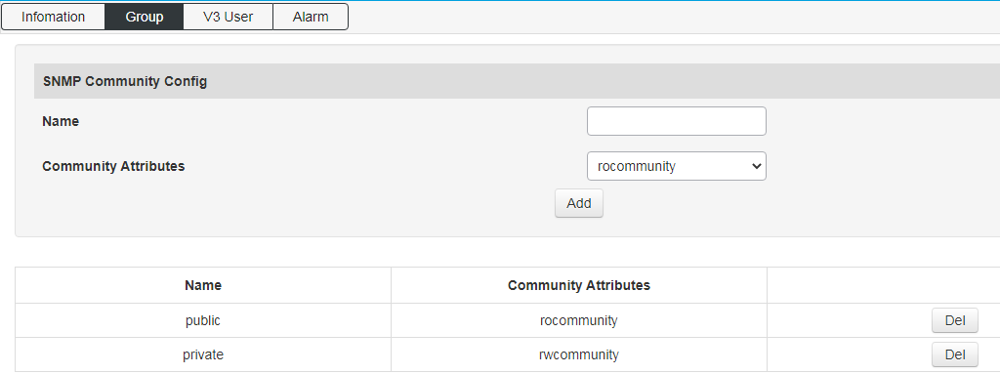 Infomation Group V3 User Alarm
SNMP Community Config
Name
Community Attributes rocommunity
Add
Name Community Attributes
public rocommunity Del
private rwcommunity Del